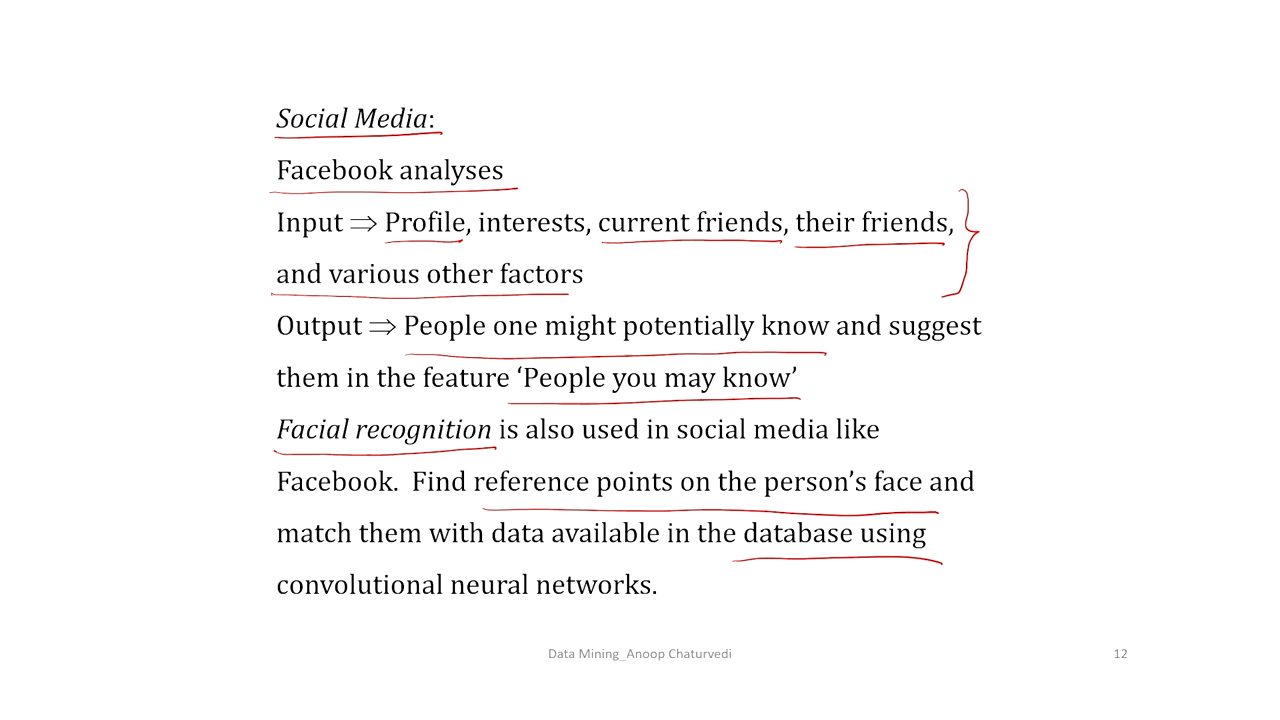 Social Media:
Facebook analyses
Input ⇒ Profile, interests, current friends, their friends,
and various other factors
Output ⇒ People one might potentially know and suggest
them in the feature ‘People you may know’
Facial recognition is also used in social media like
Facebook.  Find reference points on the person’s face and
match them with data available in the database using
convolutional neural networks.
Data Mining_Anoop Chaturvedi
12